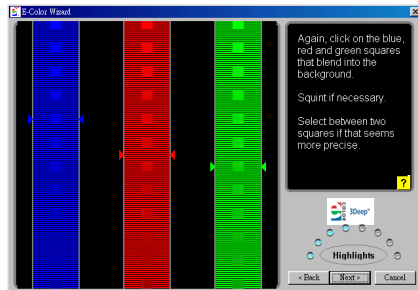 E-Color Wizard
Again, click on the blue,
red and green squares
that blend into the
background.
Squint if necessary.
Select between two
squares if that seems
more precise.
?
3Deep®
Highlights
< Back
Next >
Cancel